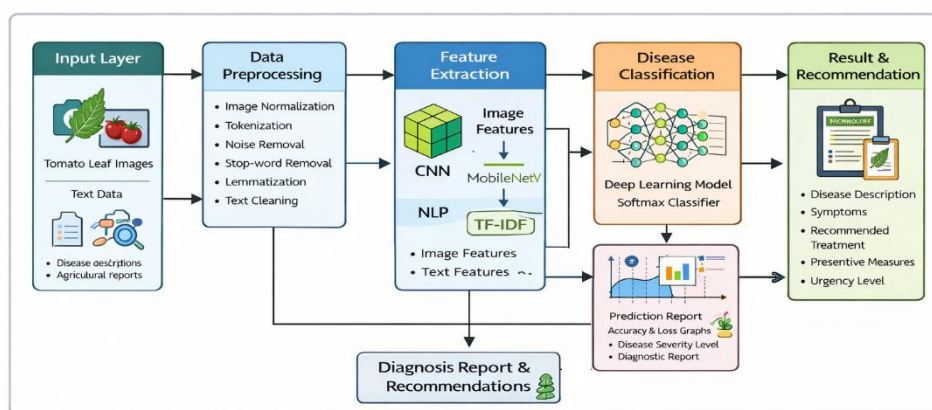 Input Layer
Tomato Leaf Images
Text Data
• Disease descriptions
• Agricultural reports
Data
Preprocessing
• Image Normalization
• Tokenization
• Noise Removal
• Stop-word Removal
• Lemmatization
• Text Cleaning
Feature
Extraction
Image
Features
CNN
MobileNetV
NLP
TF-IDF
• Image Features
• Text Features
Disease
Classification
Deep Learning Model
Softmax Classifier
Prediction Report
Accuracy & Loss Graphs
• Disease Severity Level
• Diagnostic Report
Result &
Recommendation
• Disease Description
• Symptoms
• Recommended
Treatment
• Presentive Measures
• Urgency Level
Diagnosis Report &
Recommendations